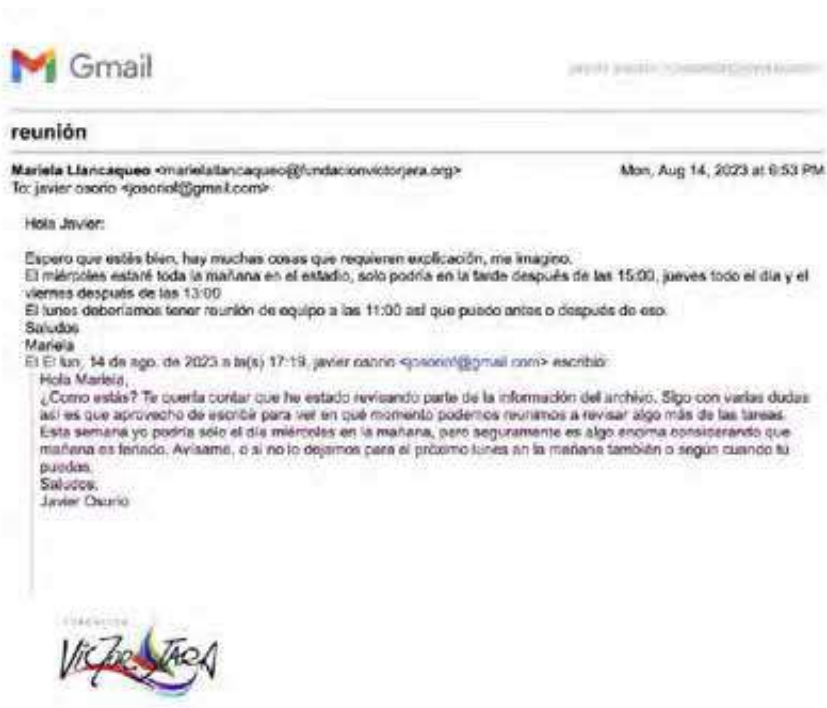 Gmail
reunión
Mariela Llancaqueo <marielallancaqueo@fundacionvictorjara.org>
Mon, Aug 14, 2023 at 6:53 PM
To: javier osorio <josoriol@gmail.com>
Hola Javier:
Espero que estés bien, hay muchas cosas que requieren explicación, me imagino.
El miércoles estaré toda la mañana en el estadio, solo podría en la tarde después de las 15:00, jueves todo el día y el
viernes después de las 13:00
El lunes deberíamos tener reunión de equipo a las 11:00 así que puedo antes o después de eso.
Saludos
Mariela
El El lun, 14 de ago. de 2023 a la(s) 17:19, javier osorio <josoriol@gmail.com> escribió:
Hola Mariela,
¿Como estás? Te quería contar que he estado revisando parte de la información del archivo. Sigo con varias dudas
así es que aprovecho de escribir para ver en qué momento podemos reunirnos a revisar algo más de las tareas.
Esta semana yo podría sólo el día miércoles en la mañana, pero seguramente es algo encima considerando que
mañana es feriado. Avísame, o si no lo dejamos para el próximo lunes en la mañana también o según cuando tú
puedas.
Saludos,
Javier Osorio
FUNDACIÓN
VICTOR JARA